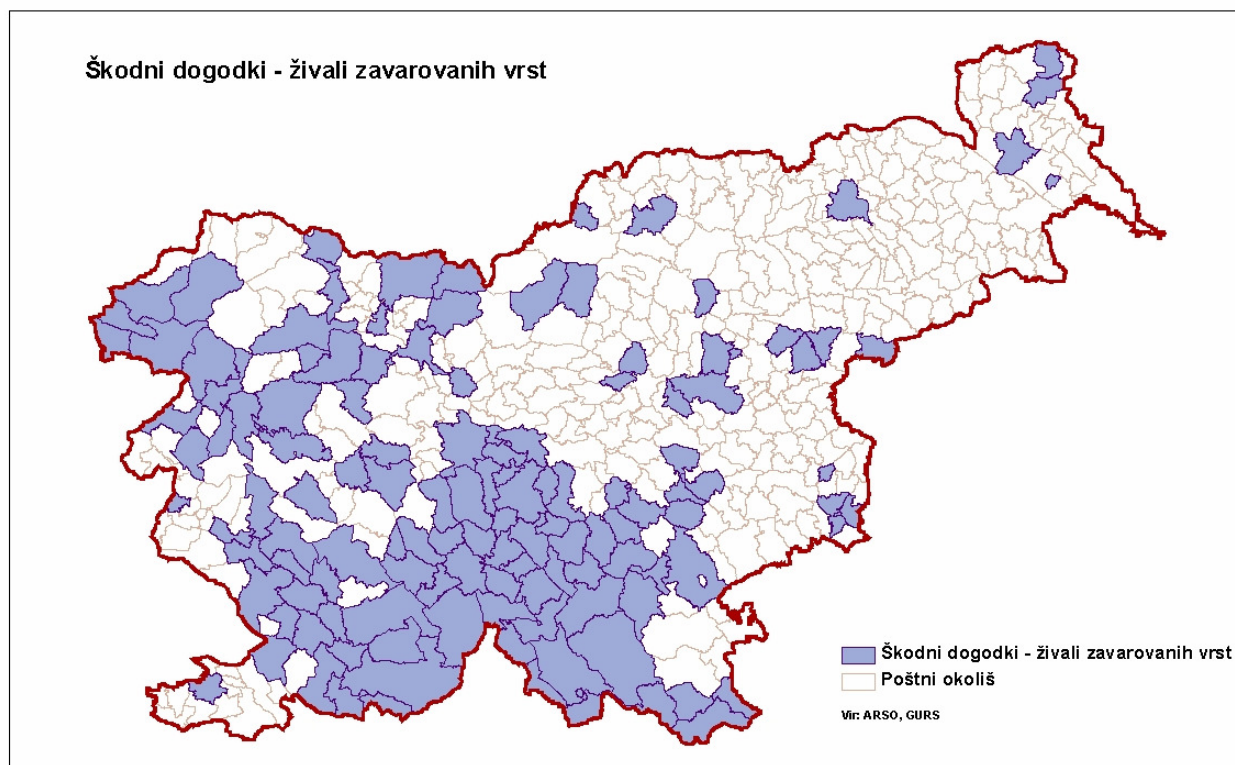 Škodni dogodki - živali zavarovanih vrst
Škodni dogodki - živali zavarovanih vrst
Poštni okoliš
Vir: ARSO, GURS